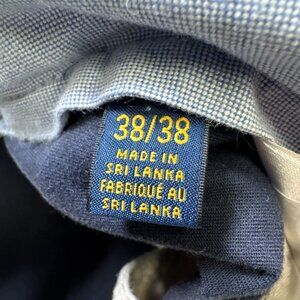 38/38
MADE IN
SRI LANKA
FABRIQUÉ AU
SRI LANKA